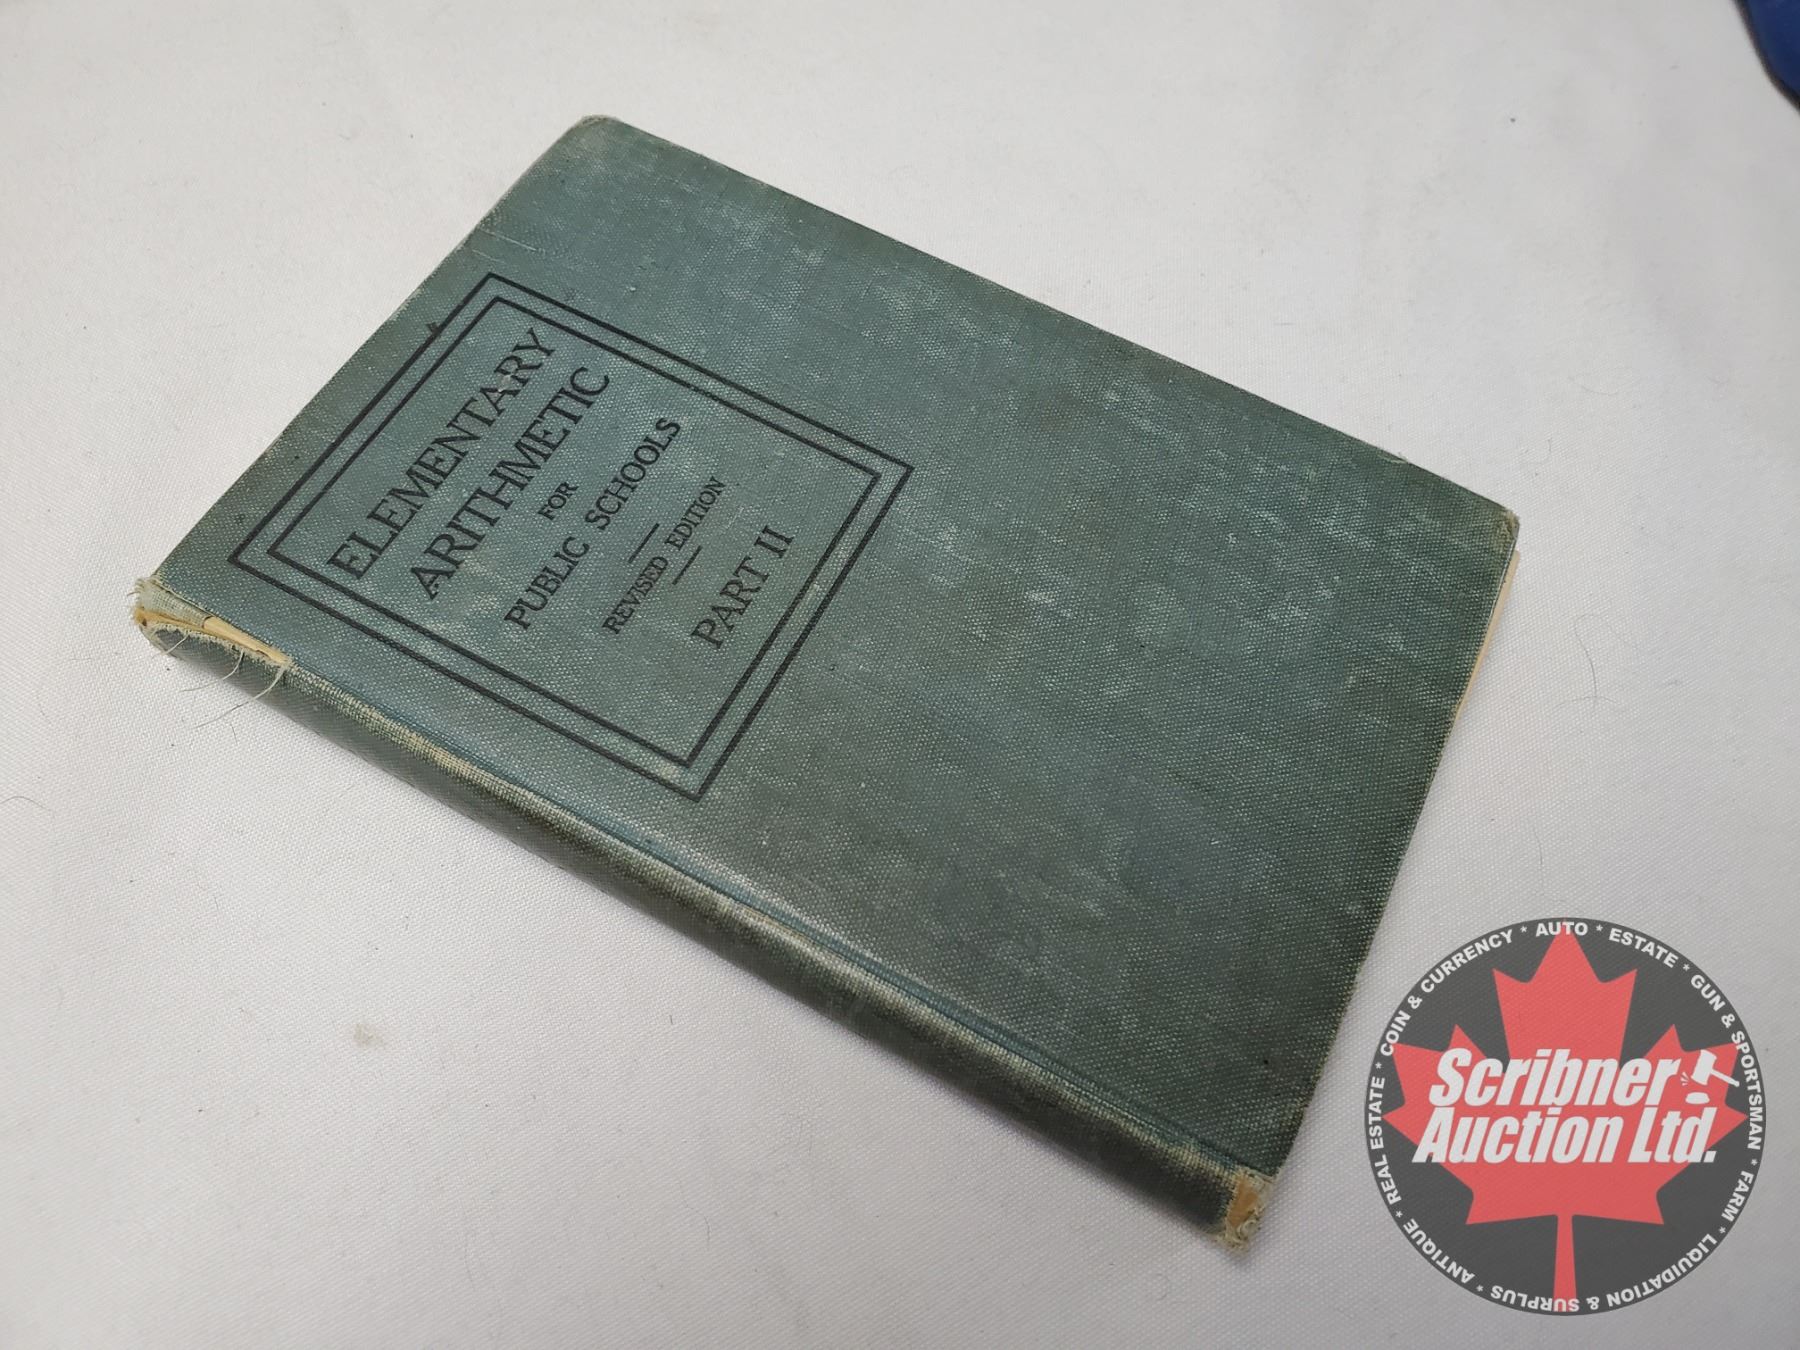 ELEMENTARY
ARITHMETIC
FOR
PUBLIC SCHOOLS
REVISED EDITION
PART II
Scribner
Auction Ltd.
ANTIQUE * REAL ESTATE * COIN & CURRENCY * AUTO * ESTATE * GUN & SPORTSMAN * FARM * LIQUIDATION & SURPLUS *